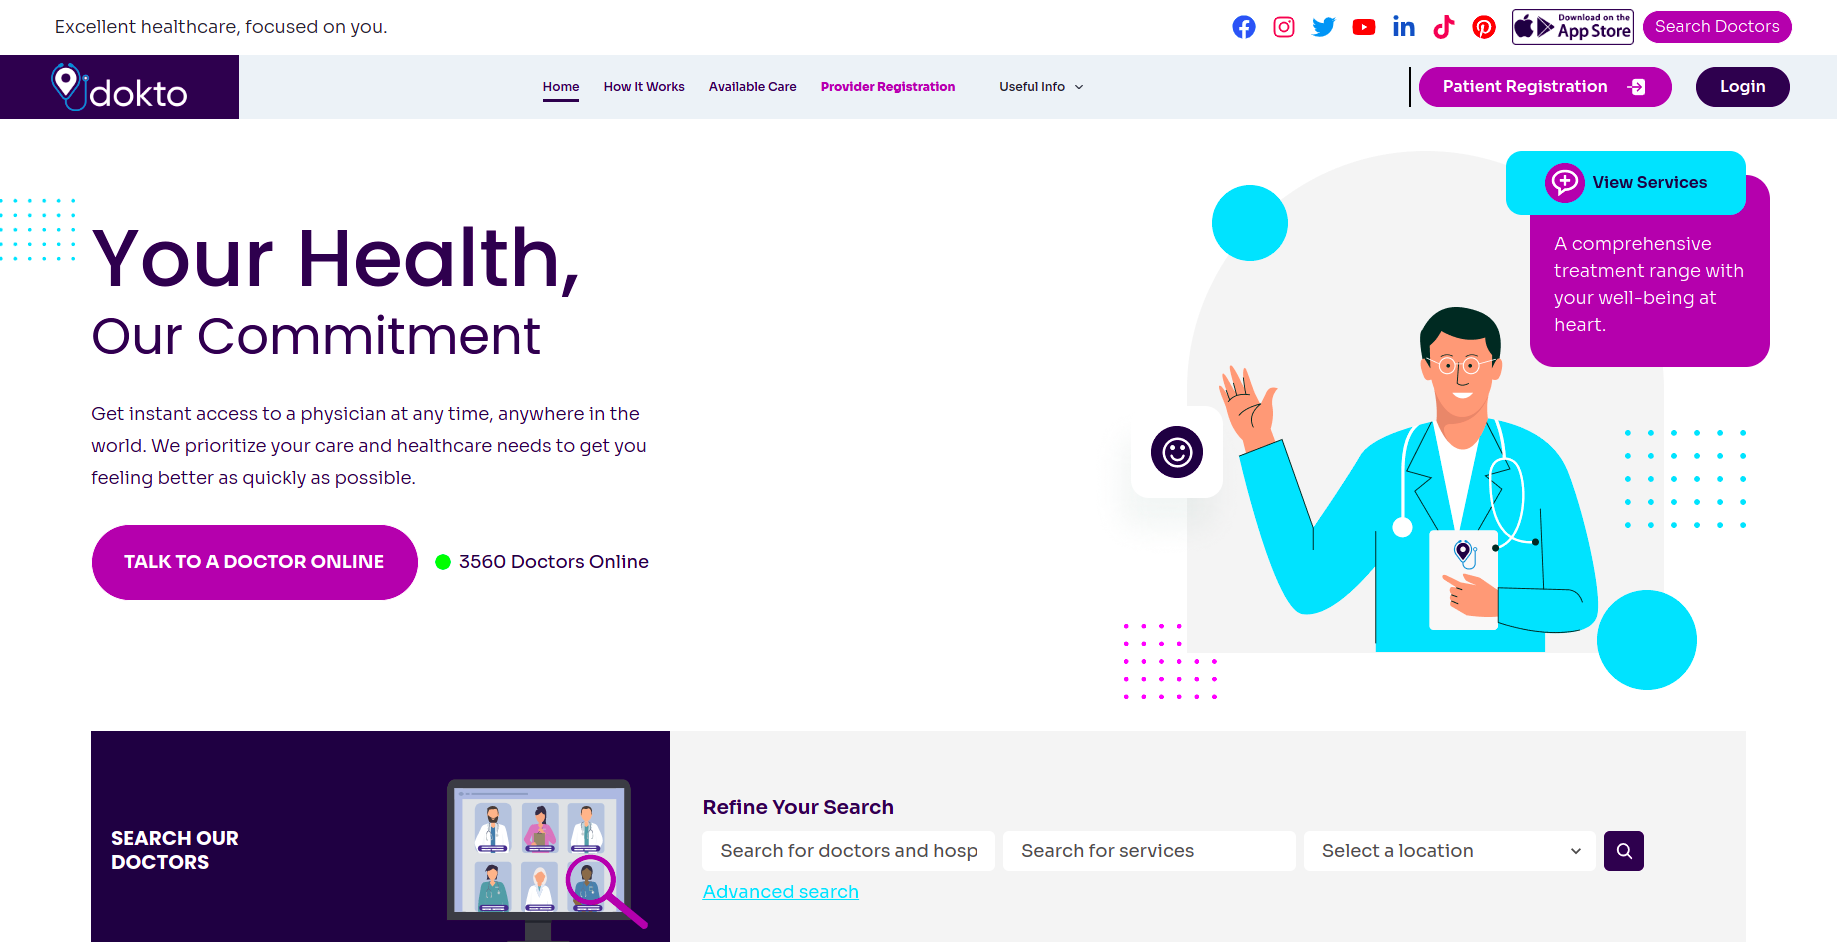 Excellent healthcare, focused on you.
Download on the
App Store
Search Doctors
dokto
Home
How It Works
Available Care
Provider Registration
Useful Info
Patient Registration
Login
Your Health,
Our Commitment
Get instant access to a physician at any time, anywhere in the
world. We prioritize your care and healthcare needs to get you
feeling better as quickly as possible.
TALK TO A DOCTOR ONLINE
3560 Doctors Online
View Services
A comprehensive
treatment range with
your well-being at
heart.
SEARCH OUR
DOCTORS
Refine Your Search
Search for doctors and hosp
Search for services
Select a location
Advanced search